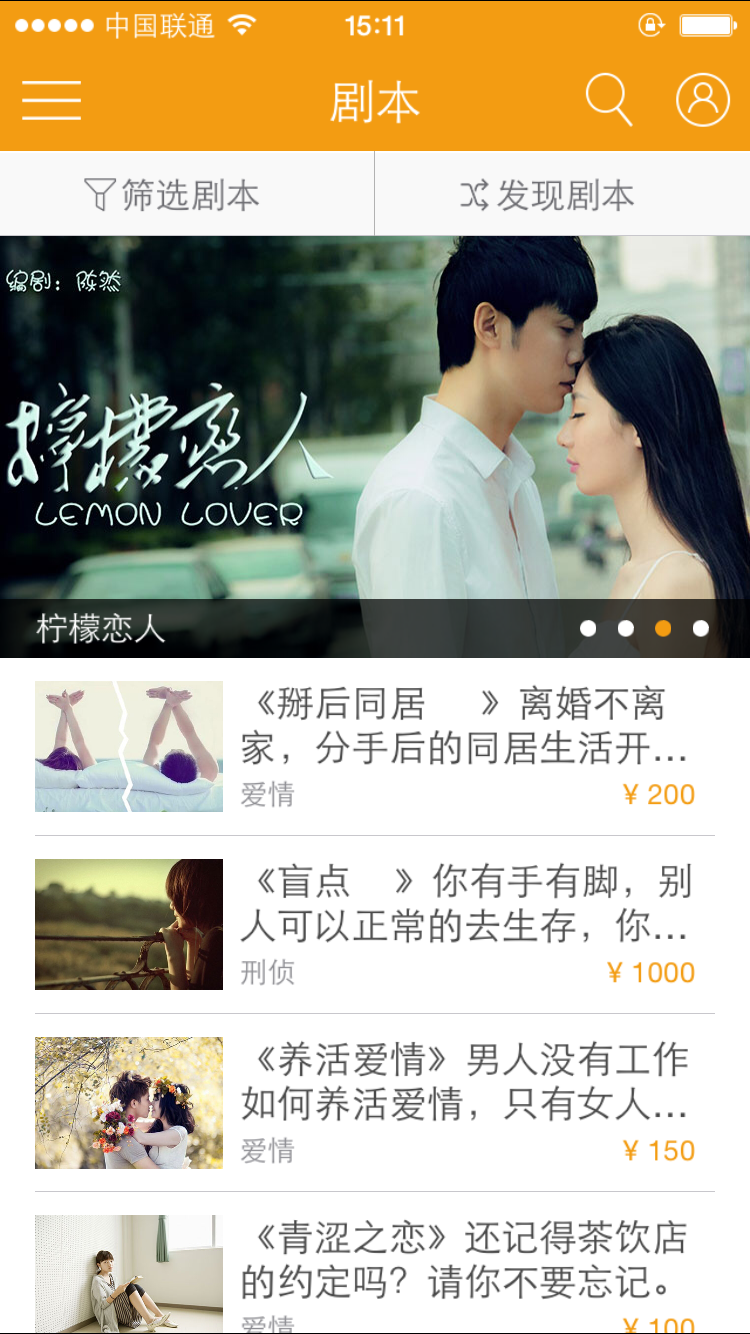 中国联通
15:11
剧本
筛选剧本
发现剧本
编剧：陈然
柠檬恋人
LEMON LOVER
柠檬恋人
《掰后同居 》离婚不离
家，分手后的同居生活开...
爱情
¥ 200
《盲点 》你有手有脚，别
人可以正常的去生存，你...
刑侦
¥ 1000
《养活爱情》男人没有工作
如何养活爱情，只有女人...
爱情
¥ 150
《青涩之恋》还记得茶饮店
的约定吗？请你不要忘记。
爱情
¥ 100